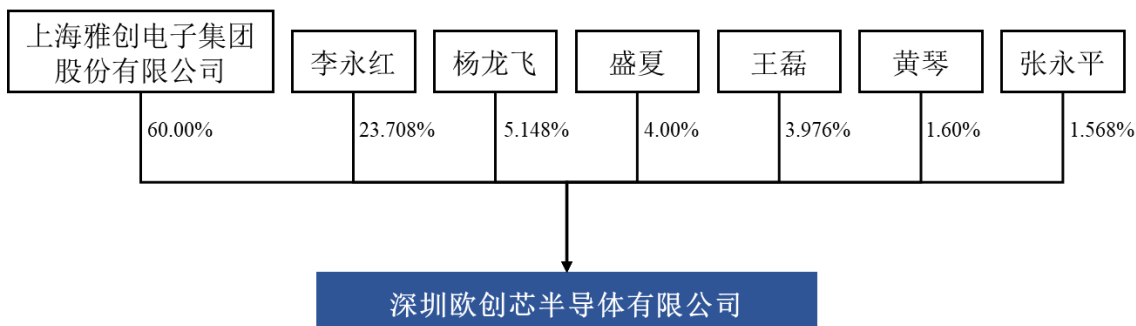 上海雅创电子集团
股份有限公司
李永红
杨龙飞
盛夏
王磊
黄琴
张永平
60.00%
23.708%
5.148%
4.00%
3.976%
1.60%
1.568%
深圳欧创芯半导体有限公司